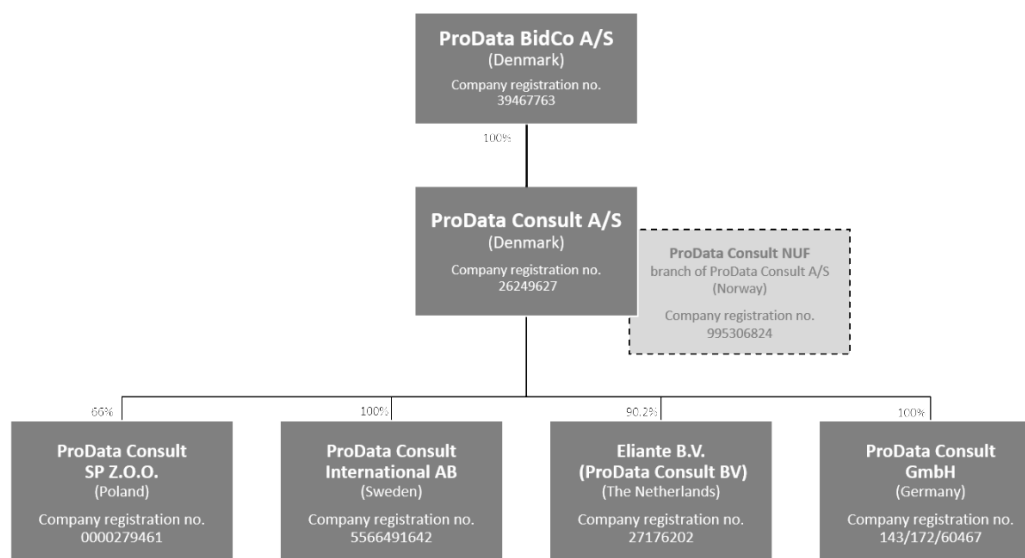 ProData BidCo A/S
(Denmark)
Company registration no.
39467763
100%
ProData Consult A/S
(Denmark)
Company registration no.
26249627
ProData Consult NUF
branch of ProData Consult A/S
(Norway)
Company registration no.
995306824
66%
ProData Consult
SP Z.O.O.
(Poland)
Company registration no.
0000279461
100%
ProData Consult
International AB
(Sweden)
Company registration no.
5566491642
90.2%
Eliante B.V.
(ProData Consult BV)
(The Netherlands)
Company registration no.
27176202
100%
ProData Consult
GmbH
(Germany)
Company registration no.
143/172/60467